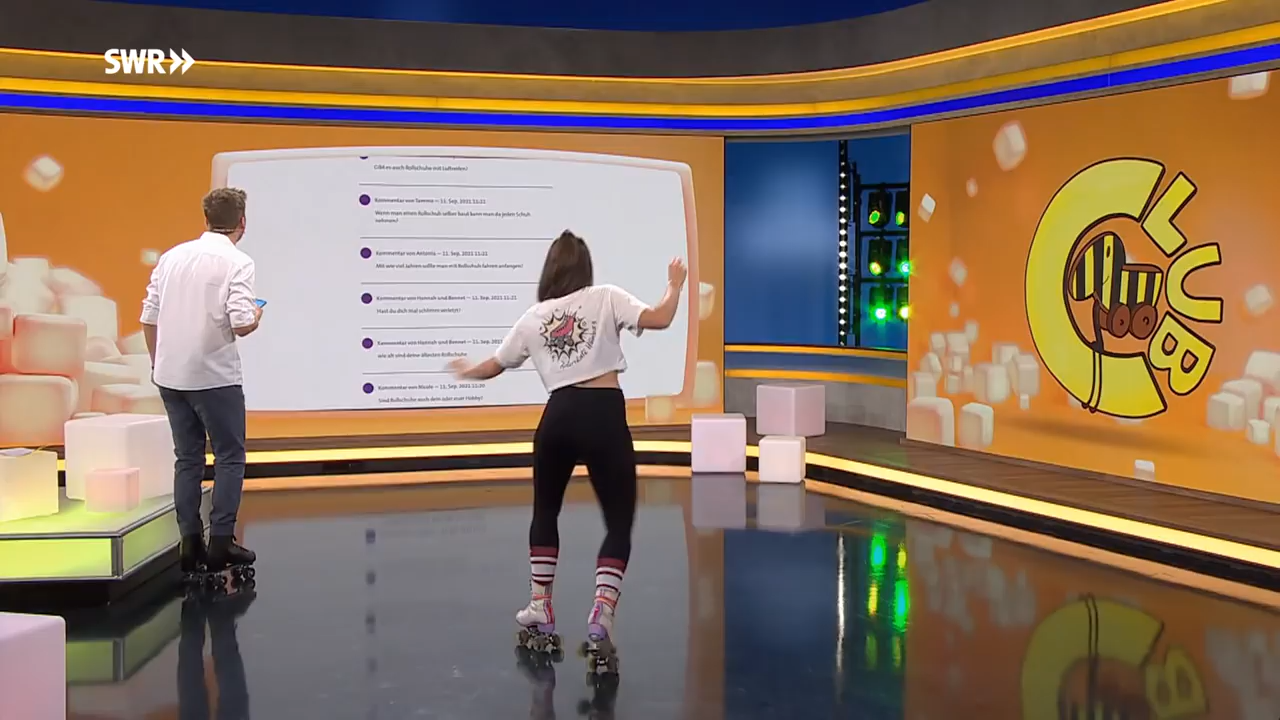 SWR
Gibt es auch Rollschuhe mit Luftreifen?
Kommentar von Sammo — 11. Sep. 2021 11:21
Wenn man einen Rollschuh selber baut kann man da jeden Schuh
nehmen?
Kommentar von Antonia — 11. Sep. 2021 11:21
Mit wie viel Jahren sollte man mit Rollschuh fahren anfangen?
Kommentar von Hannah und Bennet — 11. Sep. 2021 11:21
Hast du dich mal schlimm verletzt?
Kommentar von Hannah und Bennet — 11. Sep. 2021
wie alt sind deine ältesten Rollschuhe
Kommentar von Nicole — 11. Sep. 2021 11:20
Sind Rollschuhe auch dein oder euer Hobby?
CLUB